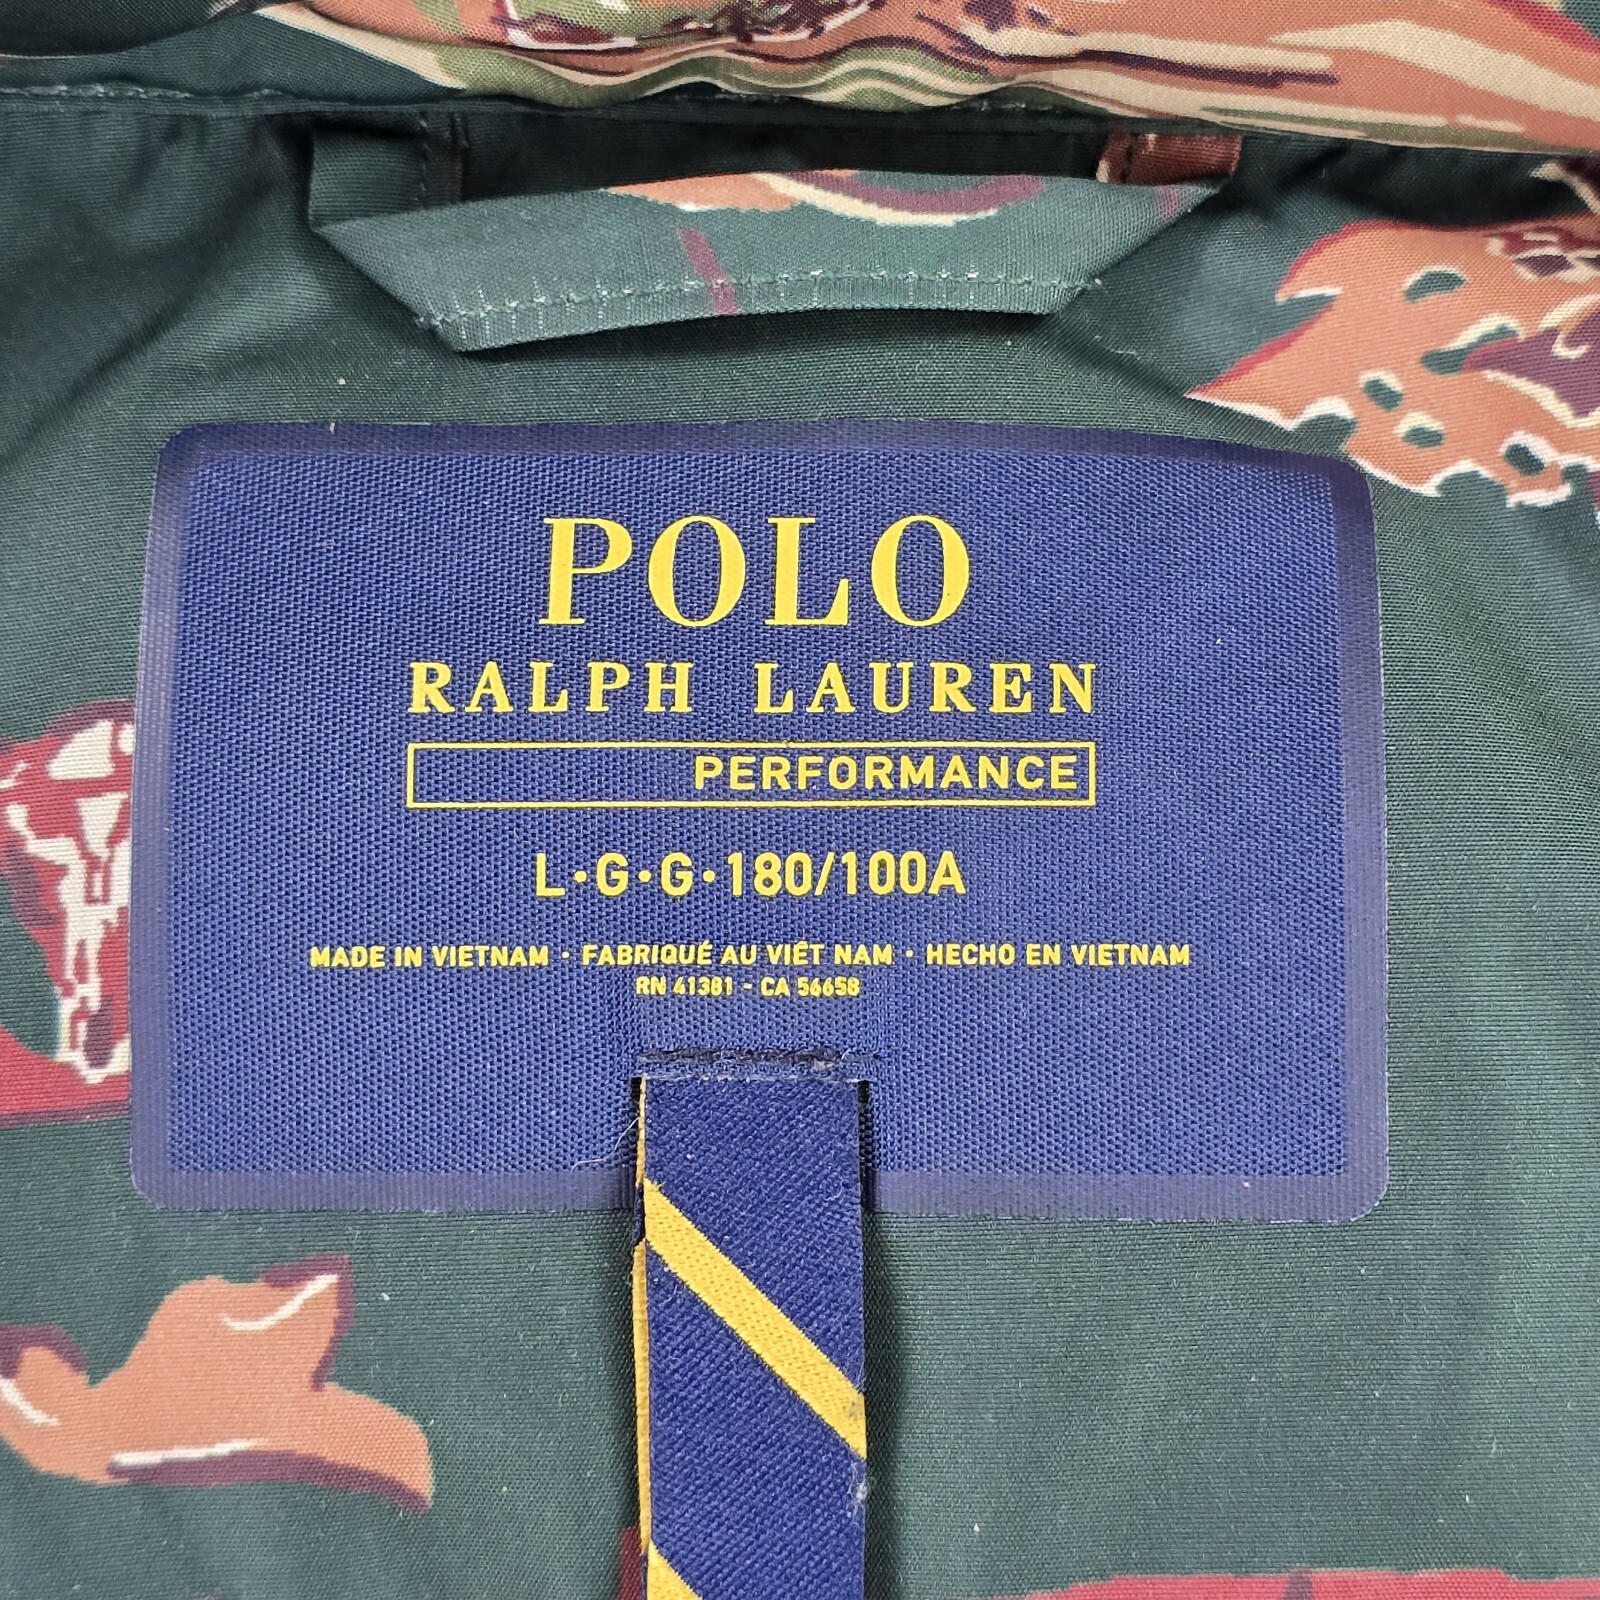 POLO
RALPH LAUREN
PERFORMANCE
L•G•G•180/100A
MADE IN VIETNAM • FABRIQUÉ AU VIÊT NAM • HECHO EN VIETNAM
RN 41381 - CA 56658